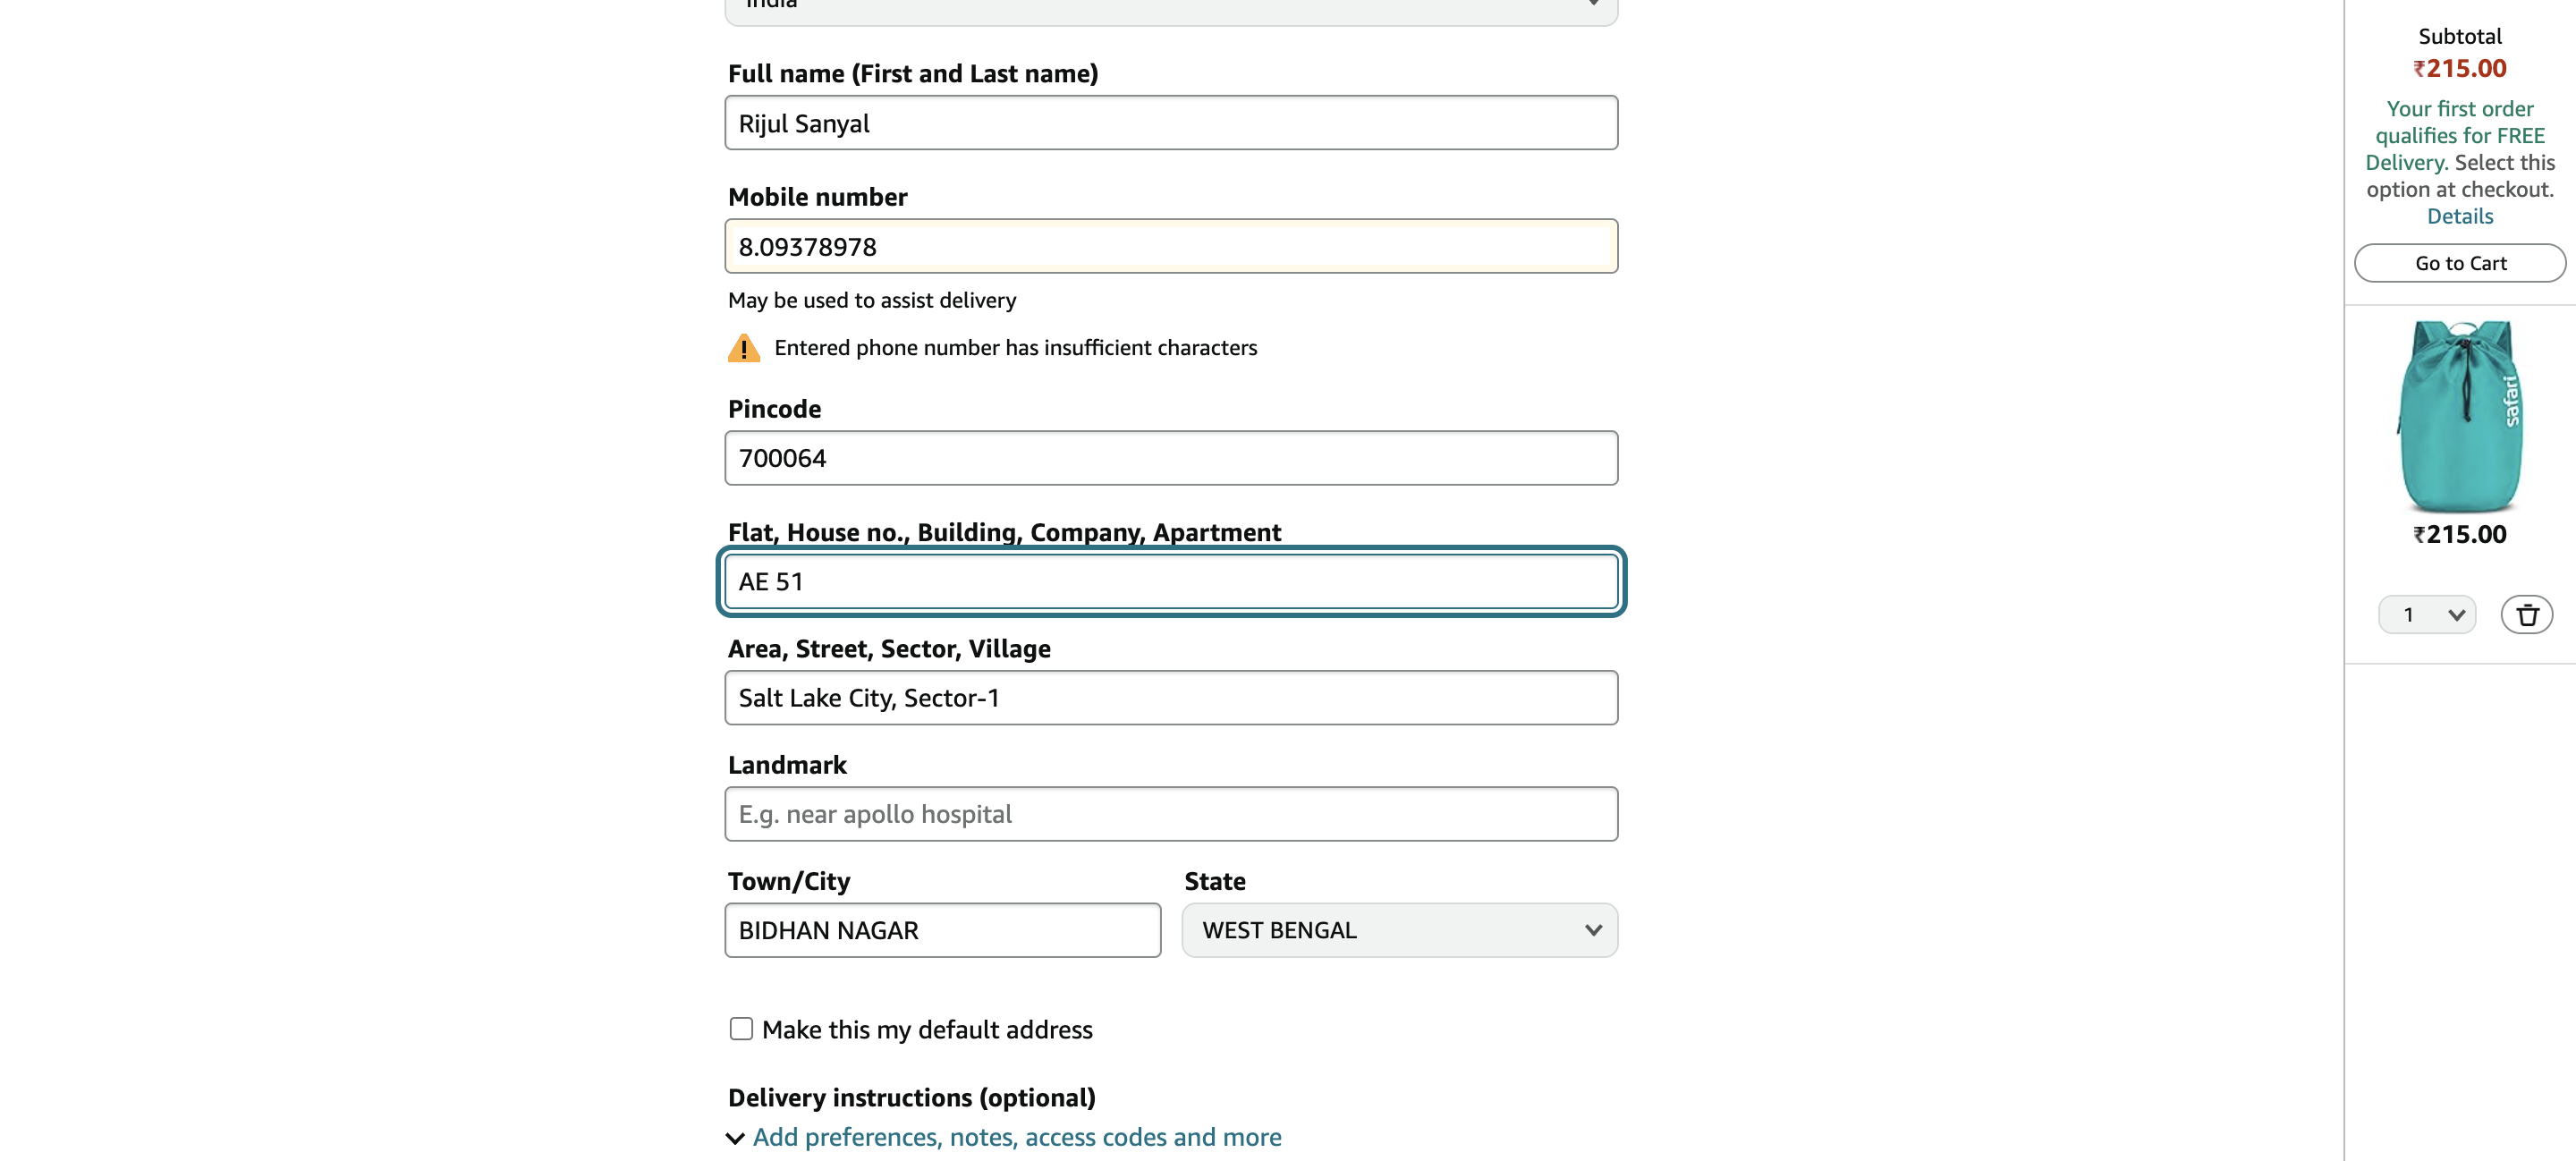 India
Full name (First and Last name)
Rijul Sanyal
Mobile number
8.09378978
May be used to assist delivery
Entered phone number has insufficient characters
Pincode
700064
Flat, House no., Building, Company, Apartment
AE 51
Area, Street, Sector, Village
Salt Lake City, Sector-1
Landmark
E.g. near apollo hospital
Town/City State
BIDHAN NAGAR WEST BENGAL
Make this my default address
Delivery instructions (optional)
Add preferences, notes, access codes and more
Subtotal
₹215.00
Your first order
qualifies for FREE
Delivery. Select this
option at checkout.
Details
Go to Cart
safari
₹215.00
1